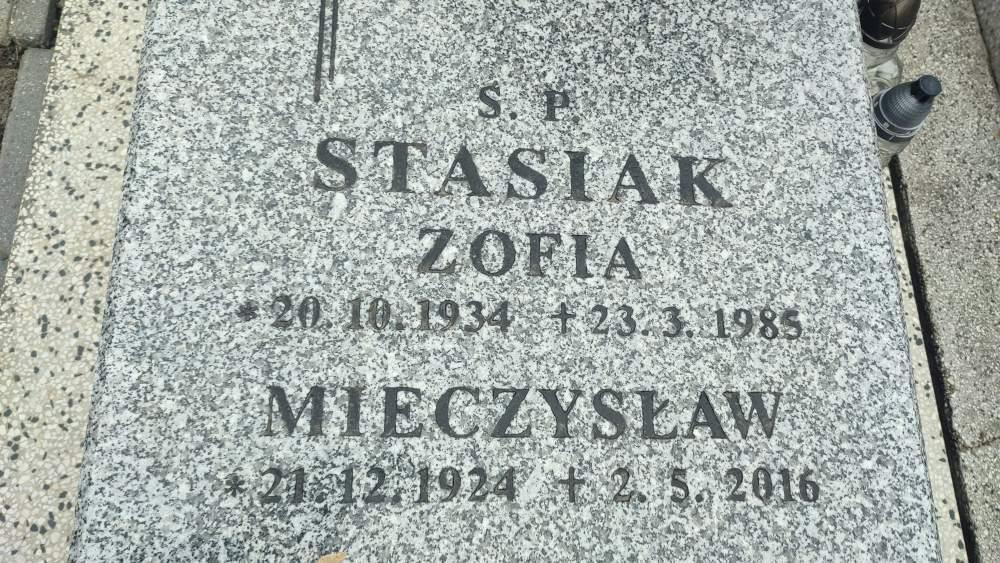 S. P.
STASIAK
ZOFIA
* 20. 10. 1934 † 23. 3. 1985
MIECZYSŁAW
* 21. 12. 1924 † 2. 5. 2016